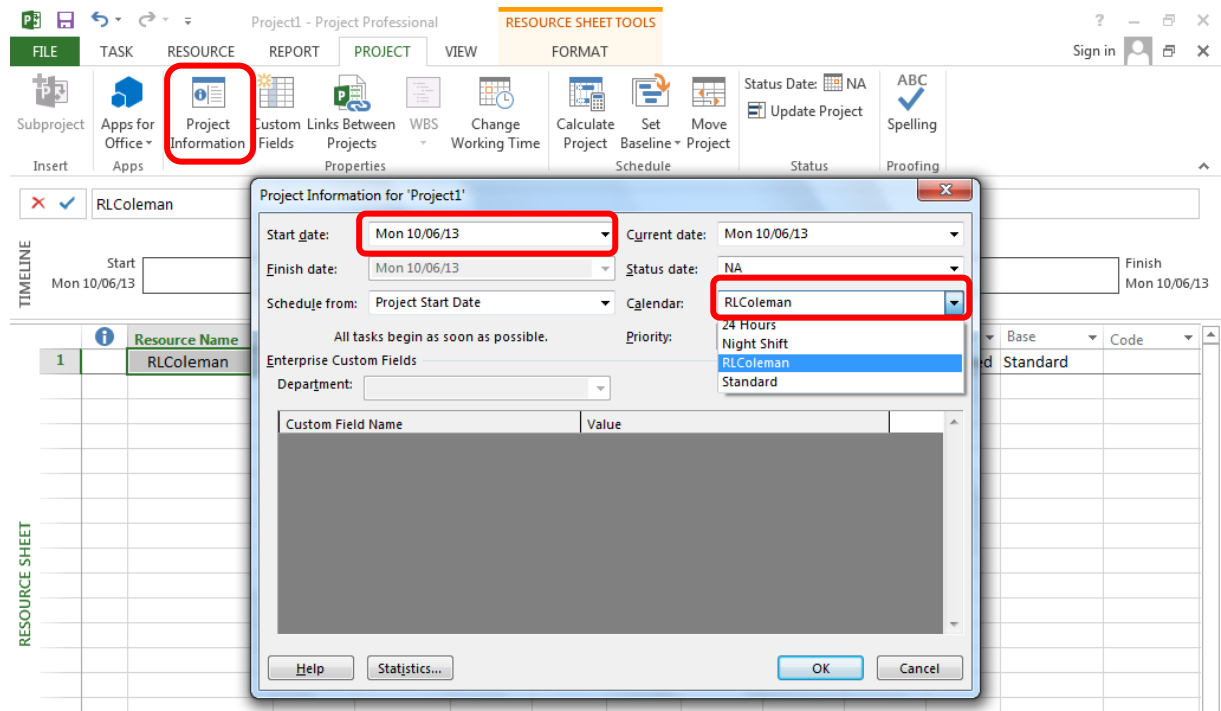 Project1 - Project Professional
RESOURCE SHEET TOOLS
?
FILE TASK RESOURCE REPORT PROJECT VIEW FORMAT Sign in
Subproject
Apps for Office
Project Information
Custom Fields
Links Between Projects
WBS
Change Working Time
Calculate Project
Set Baseline
Move Project
Status Date: NA
Update Project
ABC
Spelling
Insert Apps Properties Schedule Status Proofing
RLColeman
Project Information for 'Project1'
Start date: Mon 10/06/13 Current date: Mon 10/06/13
Finish date: Mon 10/06/13 Status date: NA
Schedule from: Project Start Date Calendar: RLColeman
All tasks begin as soon as possible. Priority:
24 Hours
Night Shift
RLColeman
Standard
Enterprise Custom Fields
Department:
Custom Field Name Value
Help Statistics... OK Cancel
TIMELINE
Start
Mon 10/06/13
Finish
Mon 10/06/13
Resource Name Base Code
1 RLColeman Standard
RESOURCE SHEET